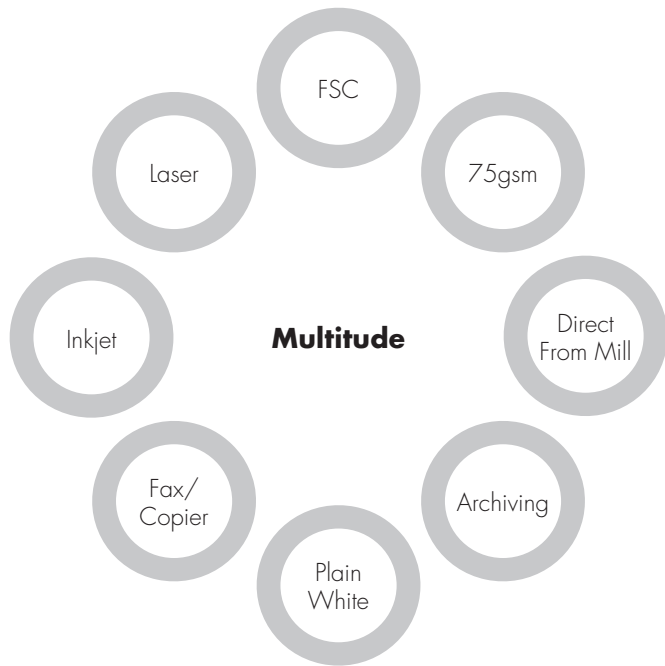 FSC
Laser
75gsm
Inkjet
Multitude
Direct
From Mill
Fax/
Copier
Archiving
Plain
White